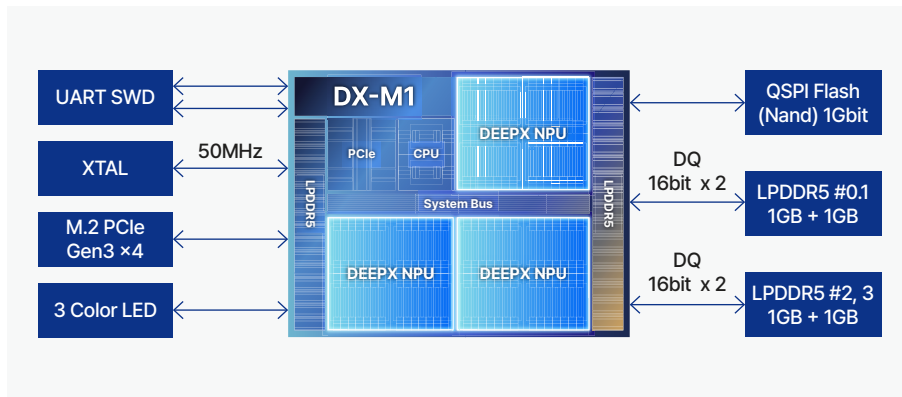 UART SWD
XTAL
50MHz
M.2 PCIe
Gen3 ×4
3 Color LED
DX-M1
DEEPX NPU
PCIe
CPU
LPDDR5
System Bus
LPDDR5
DEEPX NPU
DEEPX NPU
QSPI Flash
(Nand) 1Gbit
DQ
16bit x 2
LPDDR5 #0.1
1GB + 1GB
DQ
16bit x 2
LPDDR5 #2, 3
1GB + 1GB